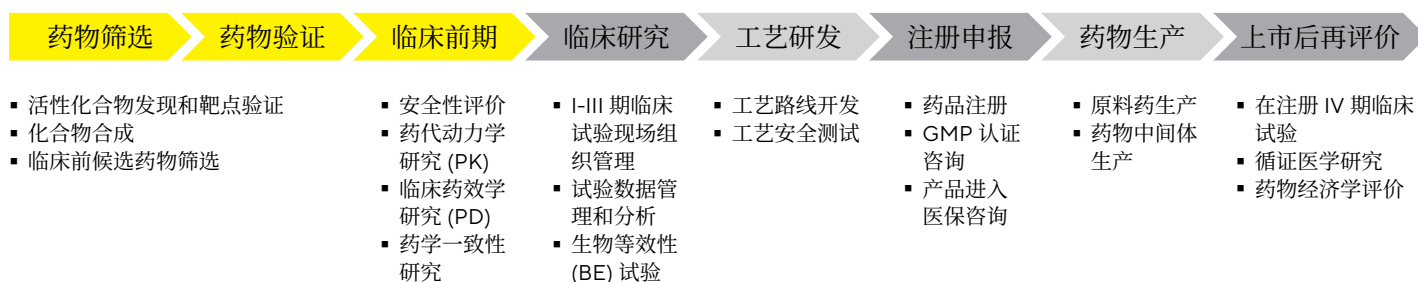 药物筛选
药物验证
临床前期
临床研究
工艺研发
注册申报
药物生产
上市后再评价
▪ 活性化合物发现和靶点验证
▪ 化合物合成
▪ 临床前候选药物筛选
▪ 安全性评价
▪ 药代动力学
研究 (PK)
▪ 临床药效学
研究 (PD)
▪ 药学一致性
研究
▪ I-III 期临床
试验现场组
织管理
▪ 试验数据管
理和分析
▪ 生物等效性
(BE) 试验
▪ 工艺路线开发
▪ 工艺安全测试
▪ 药品注册
▪ GMP 认证
咨询
▪ 产品进入
医保咨询
▪ 原料药生产
▪ 药物中间体
生产
▪ 在注册 IV 期临床
试验
▪ 循证医学研究
▪ 药物经济学评价